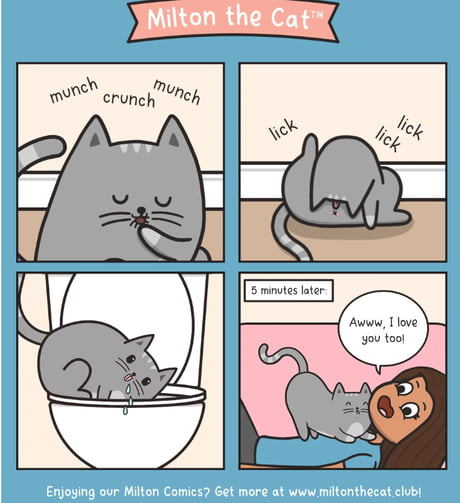 Milton the Cat™
munch
crunch
munch
lick
lick
lick
5 minutes later:
Awww, I love
you too!
Enjoying our Milton Comics? Get more at www.miltonthecat.club!